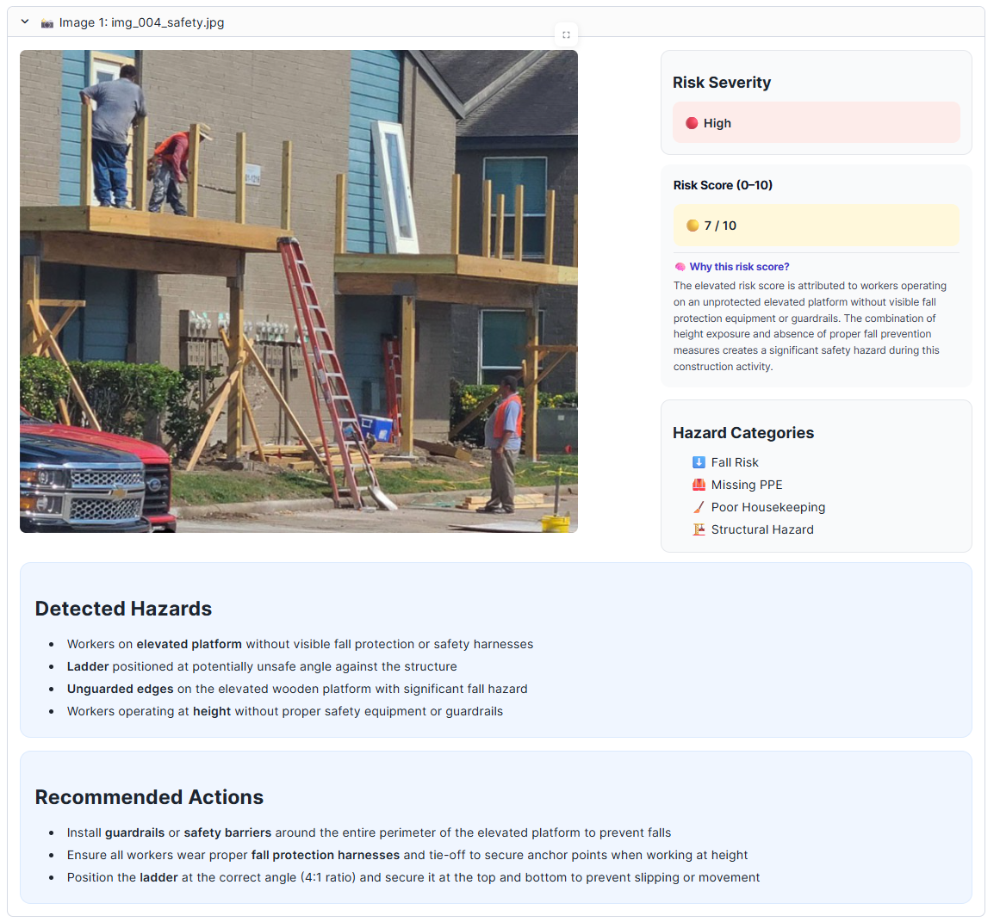 Image 1: img_004_safety.jpg
Risk Severity
High
Risk Score (0–10)
7 / 10
Why this risk score?
The elevated risk score is attributed to workers operating
on an unprotected elevated platform without visible fall
protection equipment or guardrails. The combination of
height exposure and absence of proper fall prevention
measures creates a significant safety hazard during this
construction activity.
Hazard Categories
Fall Risk
Missing PPE
Poor Housekeeping
Structural Hazard
Detected Hazards
Workers on elevated platform without visible fall protection or safety harnesses
Ladder positioned at potentially unsafe angle against the structure
Unguarded edges on the elevated wooden platform with significant fall hazard
Workers operating at height without proper safety equipment or guardrails
Recommended Actions
Install guardrails or safety barriers around the entire perimeter of the elevated platform to prevent falls
Ensure all workers wear proper fall protection harnesses and tie-off to secure anchor points when working at height
Position the ladder at the correct angle (4:1 ratio) and secure it at the top and bottom to prevent slipping or movement